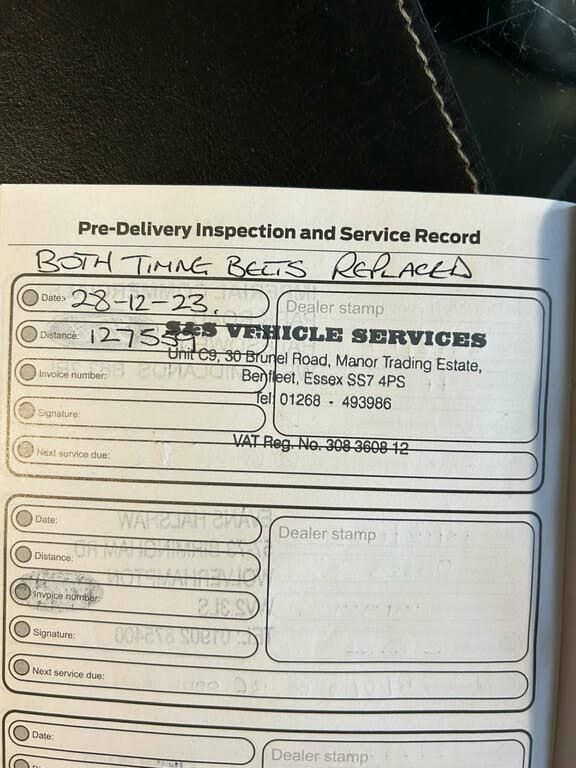 Pre-Delivery Inspection and Service Record
BOTH TIMING BELTS REPLACED
Date: 28-12-23.
Dealer stamp
Distance: 127559
S&S VEHICLE SERVICES
Unit C9, 30 Brunel Road, Manor Trading Estate,
Invoice number:
Benfleet, Essex SS7 4PS
Tel: 01268 - 493986
Signature:
VAT Reg. No. 308 3608 12
Next service due:
Date:
Dealer stamp
Distance:
Invoice number:
Signature:
Next service due:
Date:
Dealer stamp